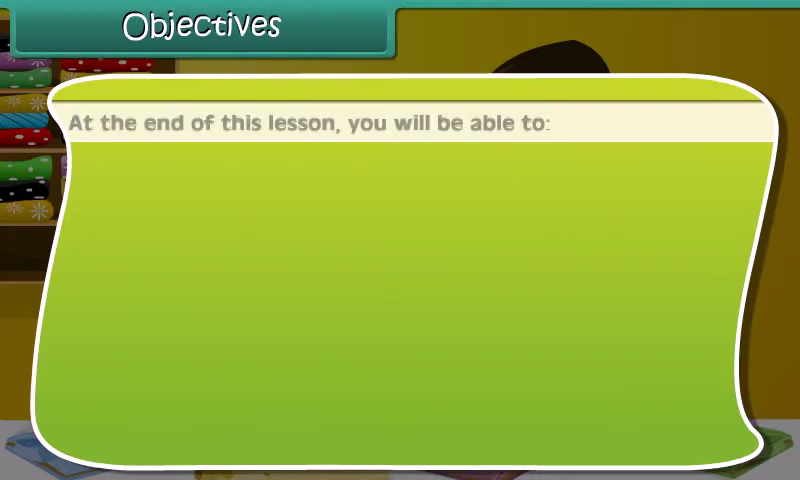 Objectives
At the end of this lesson, you will be able to: